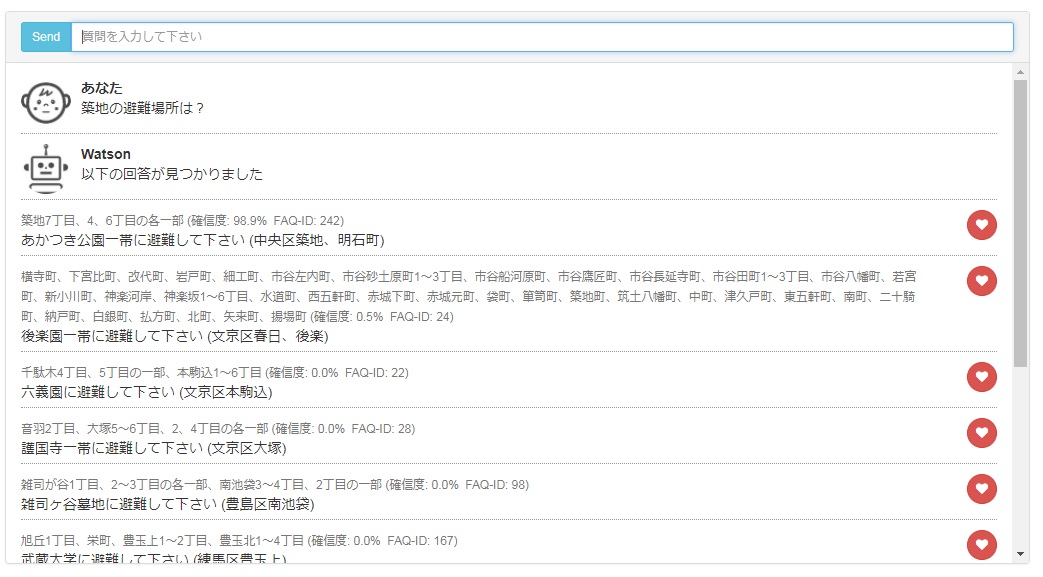 Send 質問を入力して下さい
あなた
築地の避難場所は？
Watson
以下の回答が見つかりました
築地7丁目、4、6丁目の各一部 (確信度: 98.9% FAQ-ID: 242)
あかつき公園一帯に避難して下さい (中央区築地、明石町)
横寺町、下宮比町、改代町、岩戸町、細工町、市谷左内町、市谷砂土原町1～3丁目、市谷船河原町、市谷鷹匠町、市谷長延寺町、市谷田町1～3丁目、市谷八幡町、若宮
町、新小川町、神楽河岸、神楽坂1～6丁目、水道町、西五軒町、赤城下町、赤城元町、袋町、箪笥町、築地町、筑土八幡町、中町、津久戸町、東五軒町、南町、二十騎
町、納戸町、白銀町、払方町、北町、矢来町、揚場町 (確信度: 0.5% FAQ-ID: 24)
後楽園一帯に避難して下さい (文京区春日、後楽)
千駄木4丁目、5丁目の一部、本駒込1～6丁目 (確信度: 0.0% FAQ-ID: 22)
六義園に避難して下さい (文京区本駒込)
音羽2丁目、大塚5～6丁目、2、4丁目の各一部 (確信度: 0.0% FAQ-ID: 28)
護国寺一帯に避難して下さい (文京区大塚)
雑司が谷1丁目、2～3丁目の各一部、南池袋3～4丁目、2丁目の一部 (確信度: 0.0% FAQ-ID: 98)
雑司ヶ谷墓地に避難して下さい (豊島区南池袋)
旭丘1丁目、栄町、豊玉上1～2丁目、豊玉北1～4丁目 (確信度: 0.0% FAQ-ID: 167)
武蔵大学に避難して下さい (練馬区豊玉上)